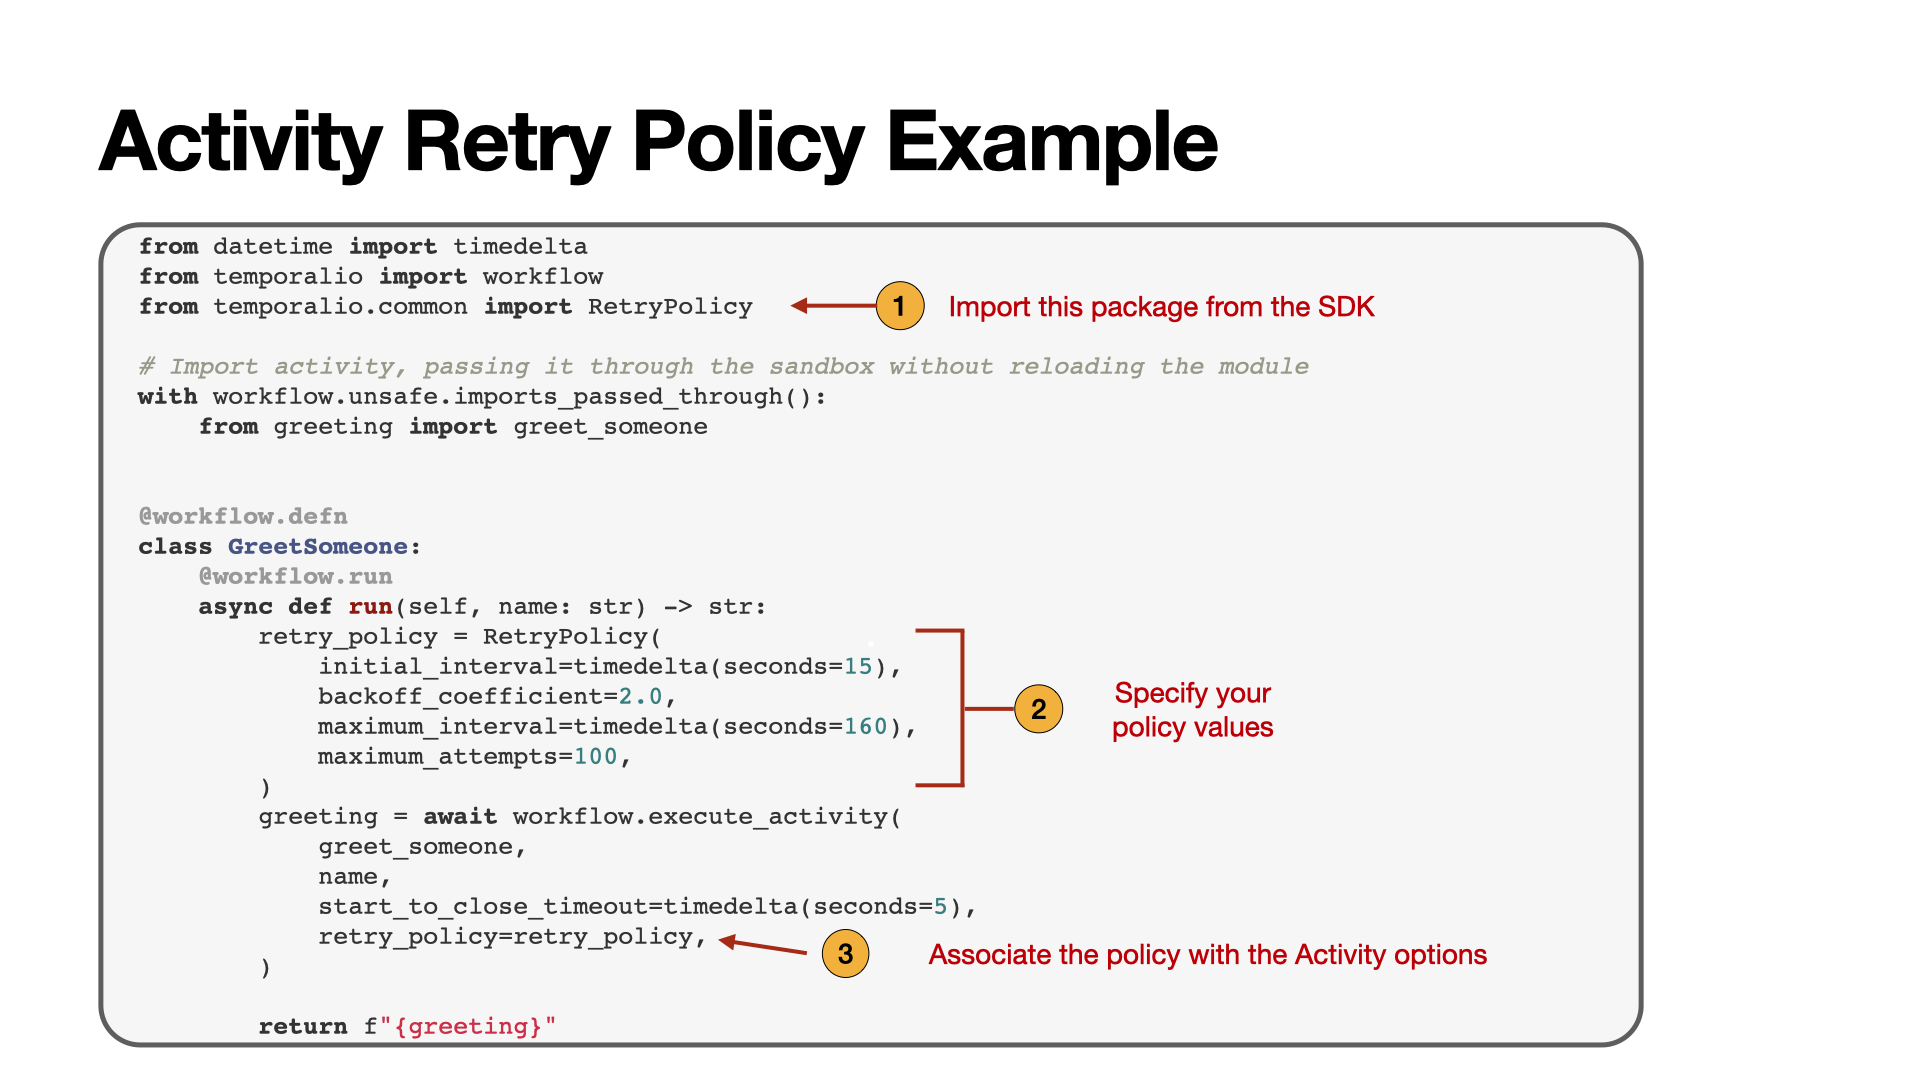 Activity Retry Policy Example
from datetime import timedelta
from temporalio import workflow
from temporalio.common import RetryPolicy
1 Import this package from the SDK
# Import activity, passing it through the sandbox without reloading the module
with workflow.unsafe.imports_passed_through():
    from greeting import greet_someone
@workflow.defn
class GreetSomeone:
    @workflow.run
    async def run(self, name: str) -> str:
        retry_policy = RetryPolicy(
            initial_interval=timedelta(seconds=15),
            backoff_coefficient=2.0,
            maximum_interval=timedelta(seconds=160),
            maximum_attempts=100,
        )
2 Specify your
policy values
        greeting = await workflow.execute_activity(
            greet_someone,
            name,
            start_to_close_timeout=timedelta(seconds=5),
            retry_policy=retry_policy,
3 Associate the policy with the Activity options
        )
        return f"{greeting}"